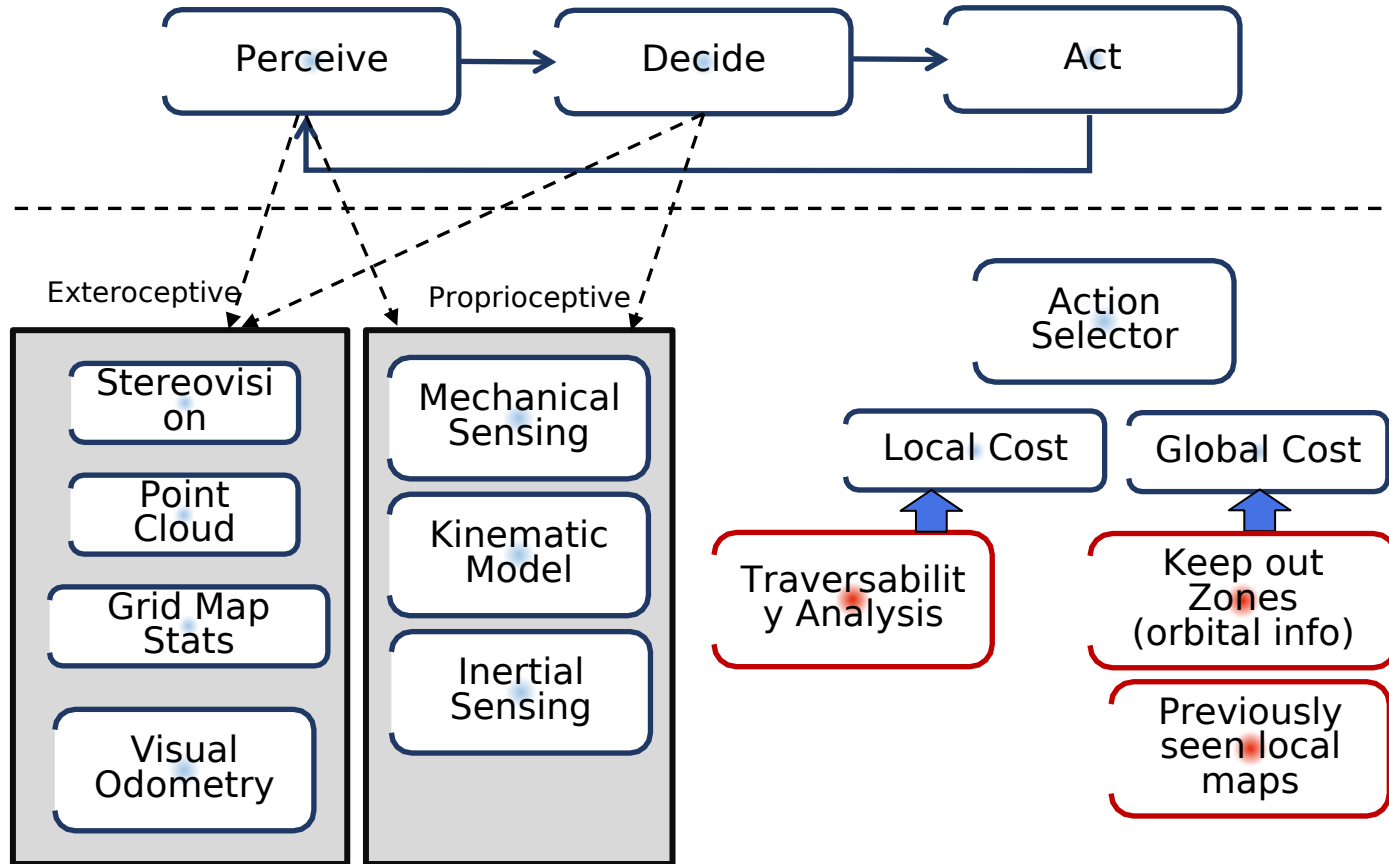 Perceive
Decide
Act
Exteroceptive
Proprioceptive
Stereovisi
on
Point
Cloud
Grid Map
Stats
Visual
Odometry
Mechanical
Sensing
Kinematic
Model
Inertial
Sensing
Action
Selector
Local Cost
Global Cost
Traversabilit
y Analysis
Keep out
Zones
(orbital info)
Previously
seen local
maps